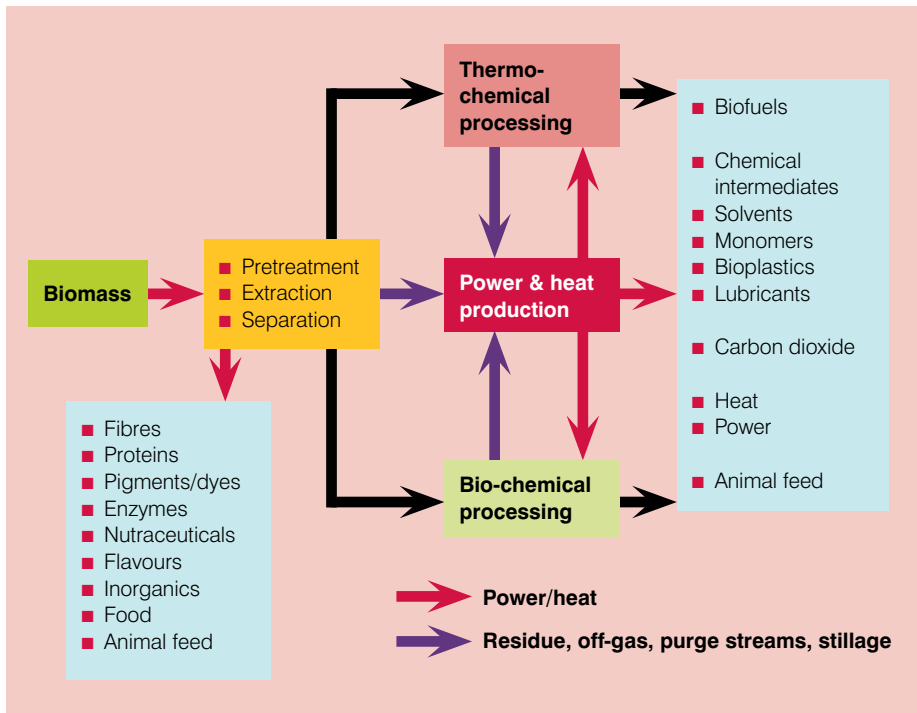 Thermo-
chemical
processing
Biofuels
Chemical
intermediates
Solvents
Monomers
Bioplastics
Lubricants
Carbon dioxide
Heat
Power
Animal feed
Biomass
Pretreatment
Extraction
Separation
Power & heat
production
Fibres
Proteins
Pigments/dyes
Enzymes
Nutraceuticals
Flavours
Inorganics
Food
Animal feed
Bio-chemical
processing
Power/heat
Residue, off-gas, purge streams, stillage